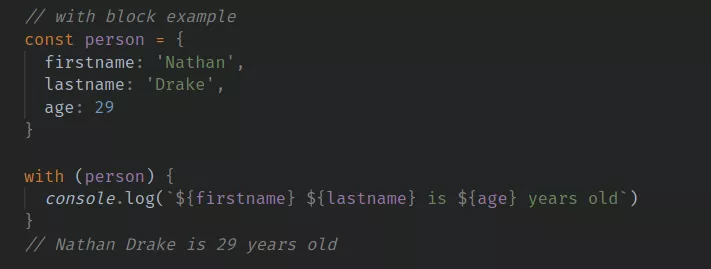 // with block example
const person = {
  firstname: 'Nathan',
  lastname: 'Drake',
  age: 29
}

with (person) {
  console.log(`${firstname} ${lastname} is ${age} years old`)
}
// Nathan Drake is 29 years old